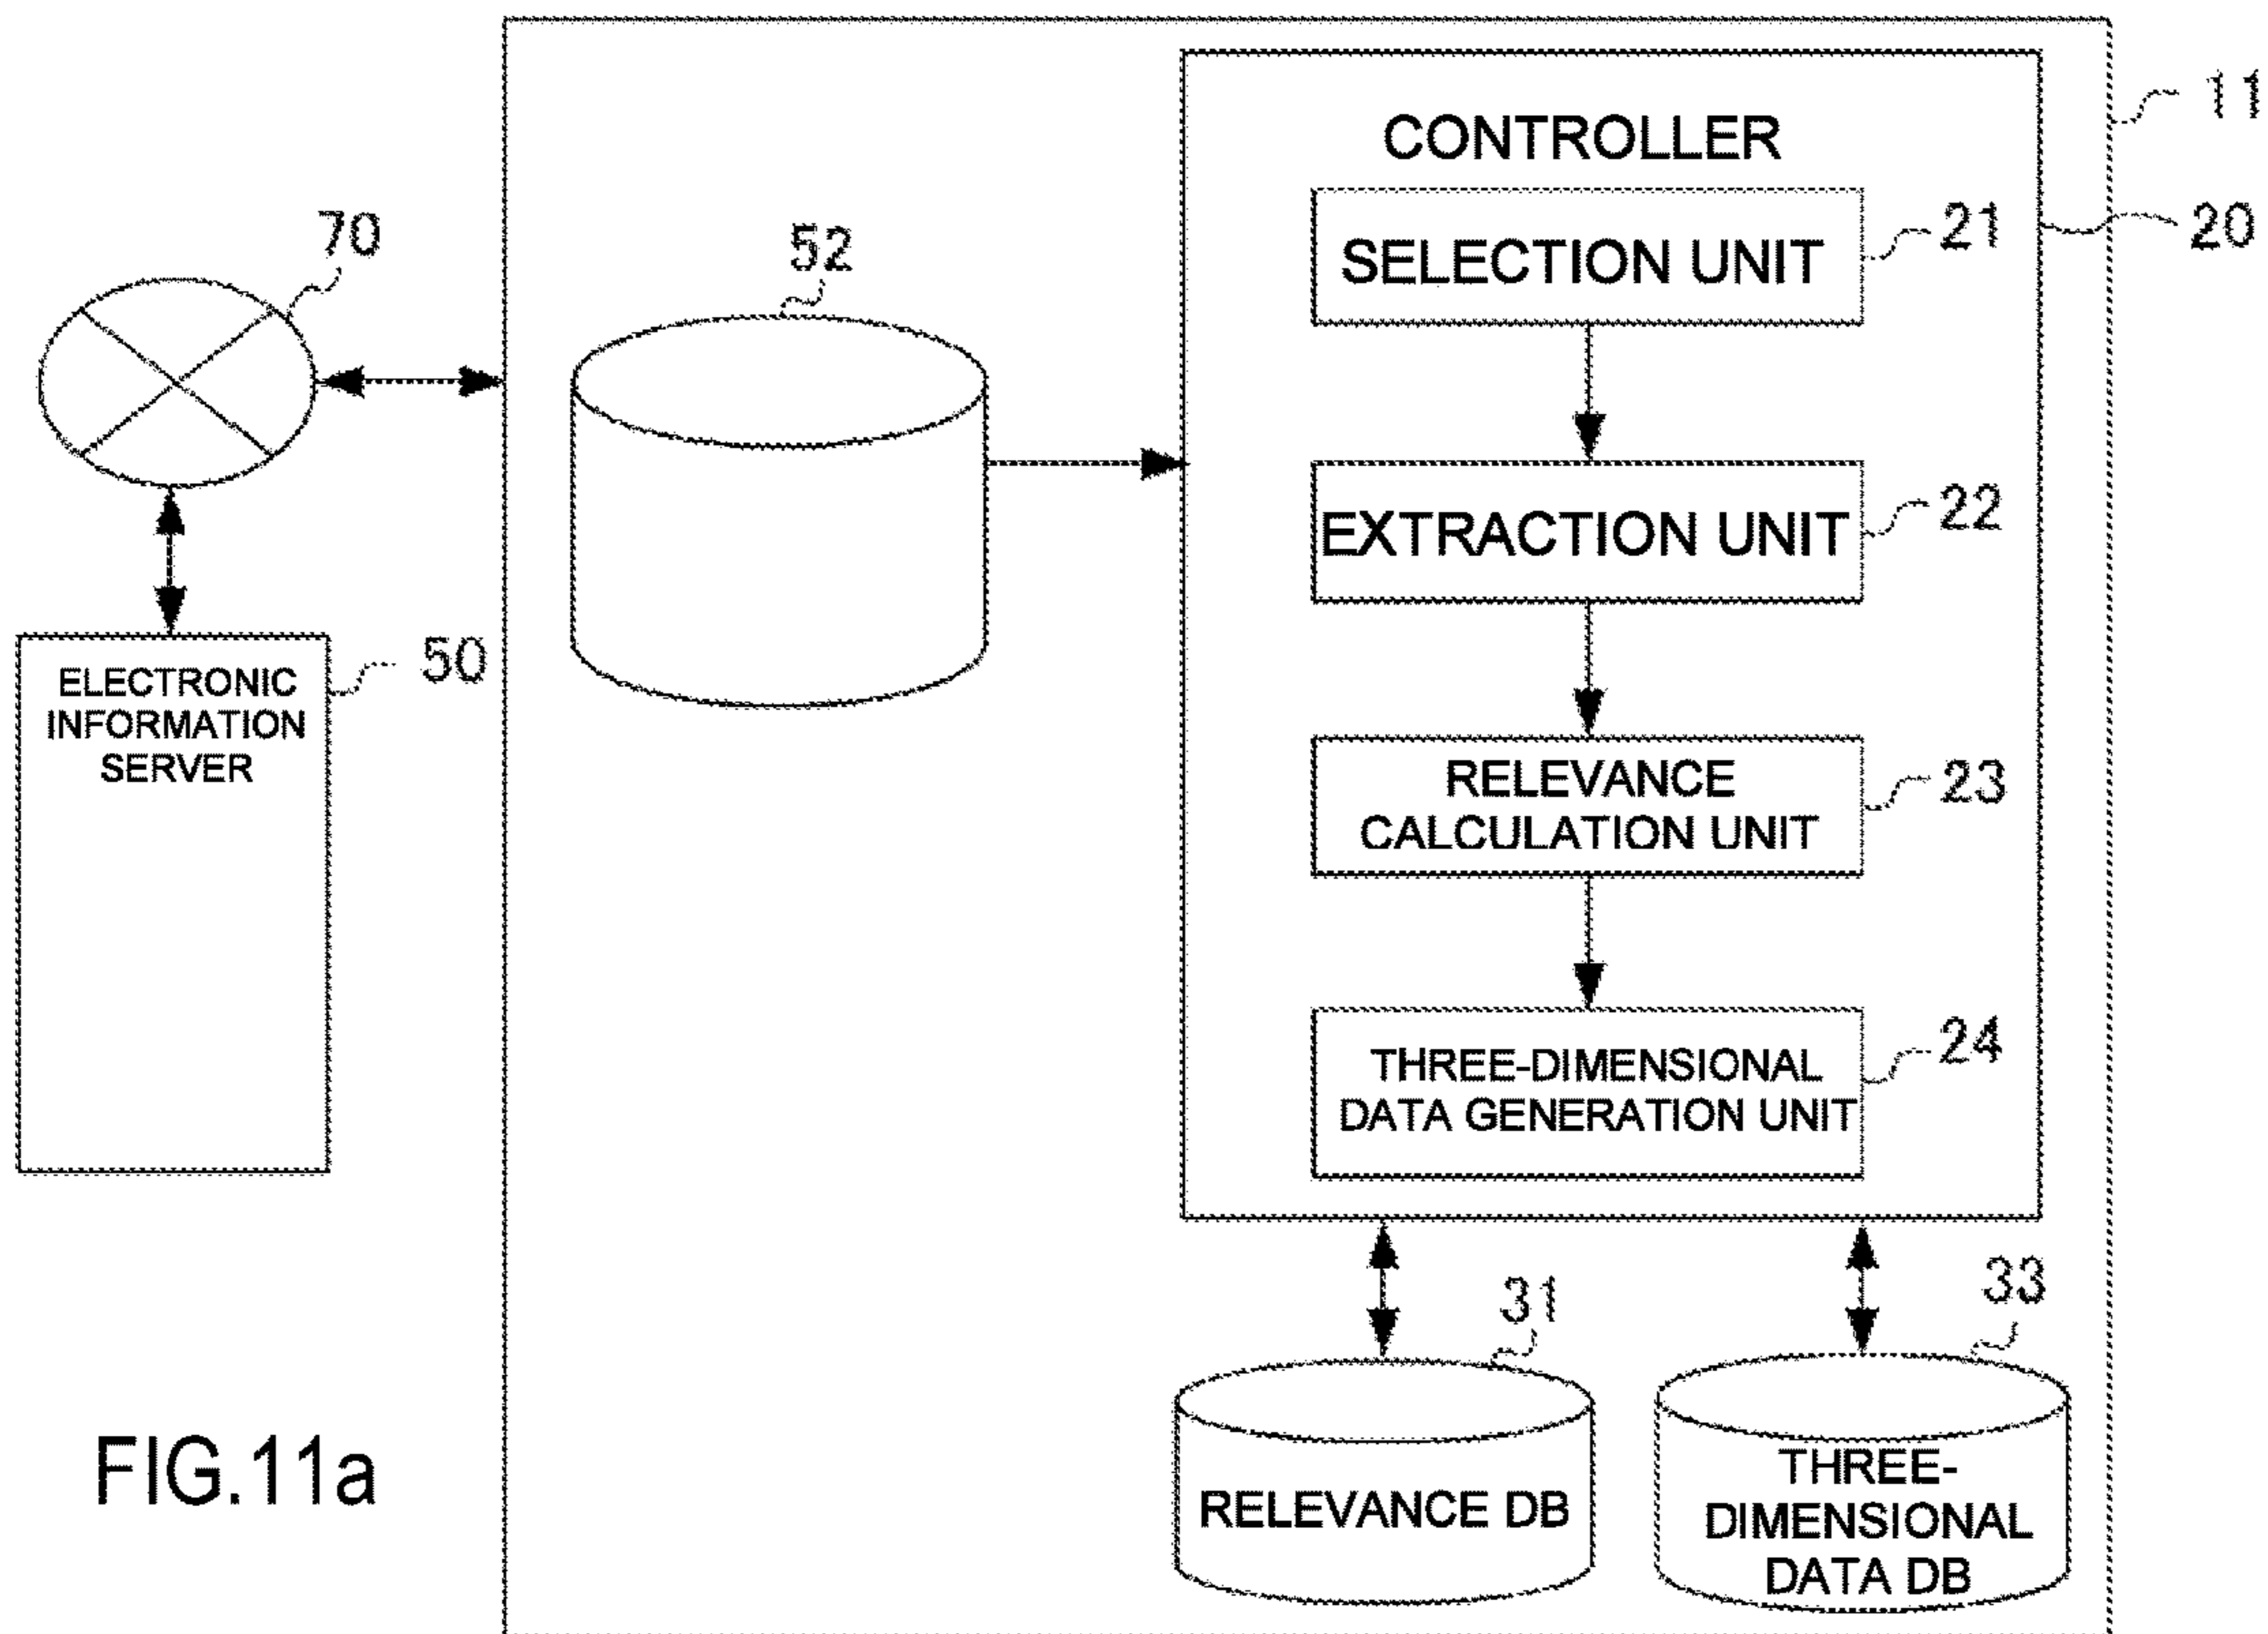 11
CONTROLLER
20
21
SELECTION UNIT
70
52
22
EXTRACTION UNIT
50
ELECTRONIC
INFORMATION
SERVER
23
RELEVANCE
CALCULATION UNIT
24
THREE-DIMENSIONAL
DATA GENERATION UNIT
31
33
RELEVANCE DB
THREE-
DIMENSIONAL
DATA DB
FIG.11a